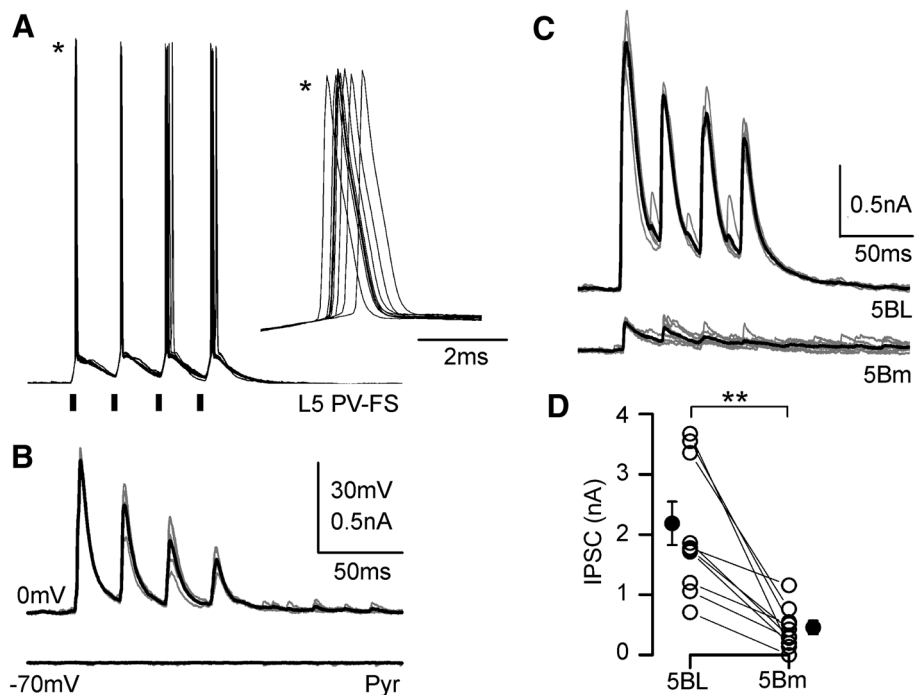 A
*
*
2ms
L5 PV-FS
B
30mV
0.5nA
50ms
0mV
-70mV
Pyr
C
0.5nA
50ms
5BL
5Bm
D
**
4
3
2
1
0
IPSC (nA)
5BL
5Bm